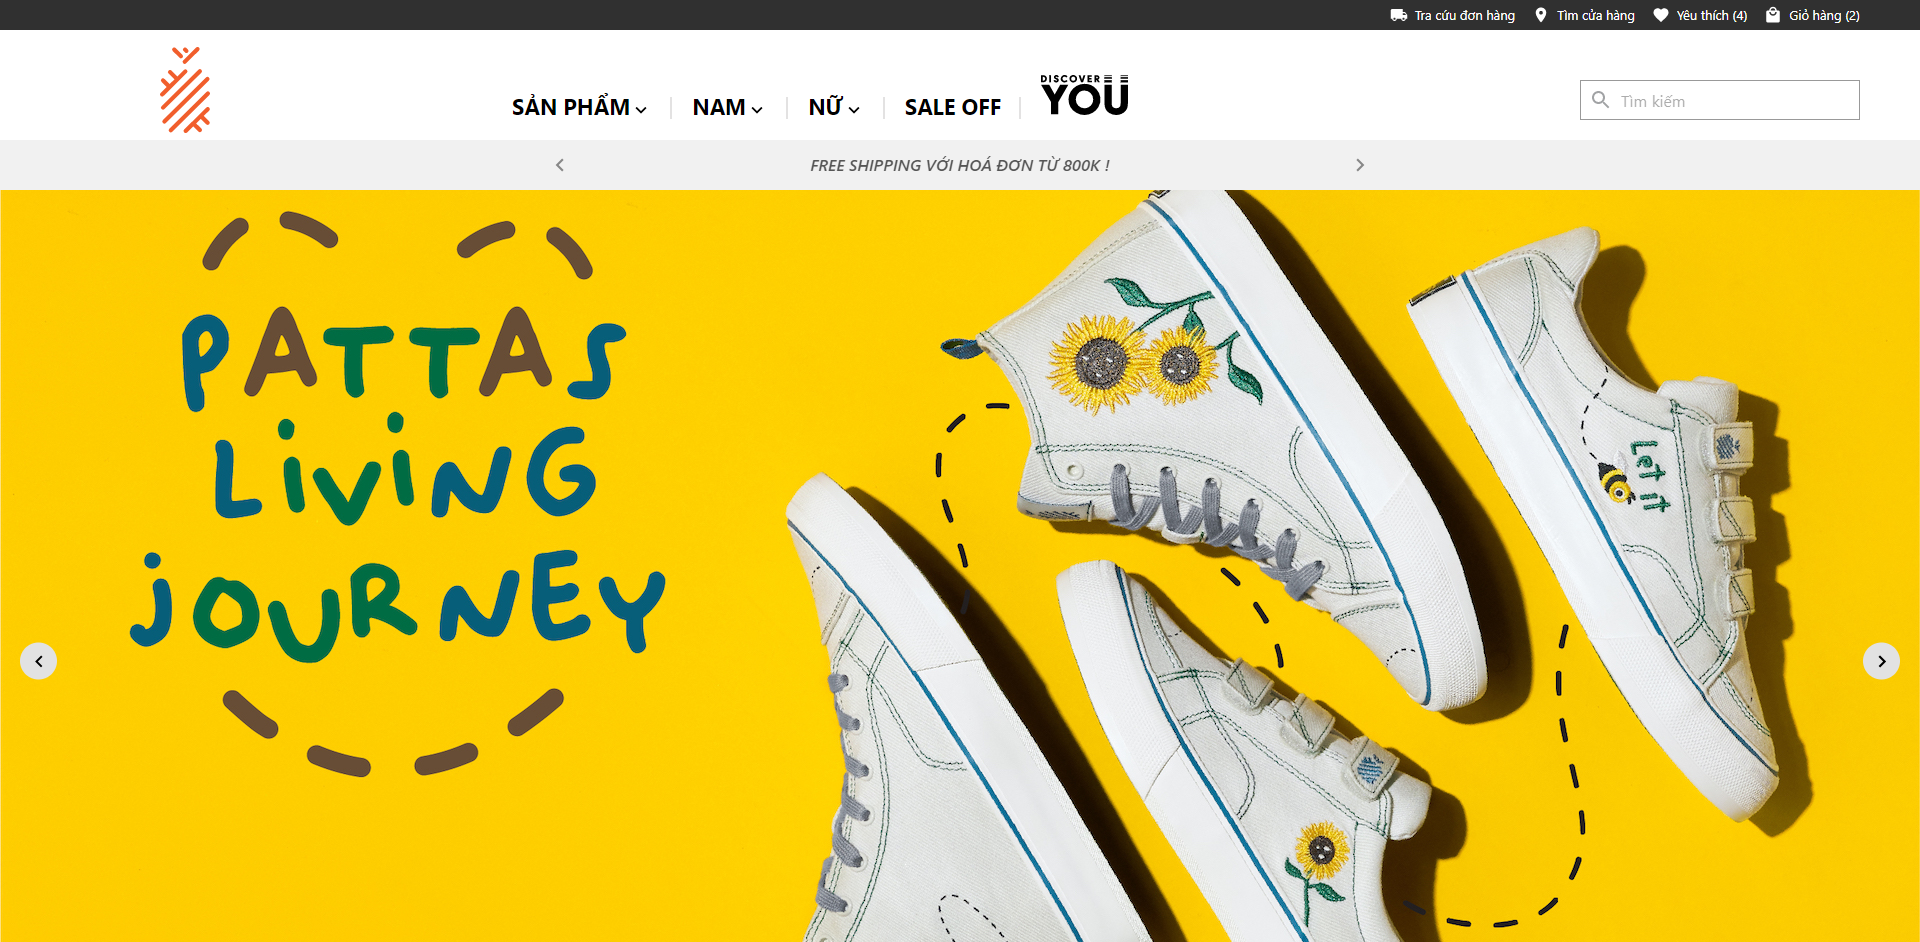 Tra cứu đơn hàng
Tìm cửa hàng
Yêu thích (4)
Giỏ hàng (2)
SẢN PHẨM
NAM
NỮ
SALE OFF
DISCOVER
YOU
Tìm kiếm
FREE SHIPPING VỚI HOÁ ĐƠN TỪ 800K !
PATTAS
LiViNG
jOURNEY
Let it